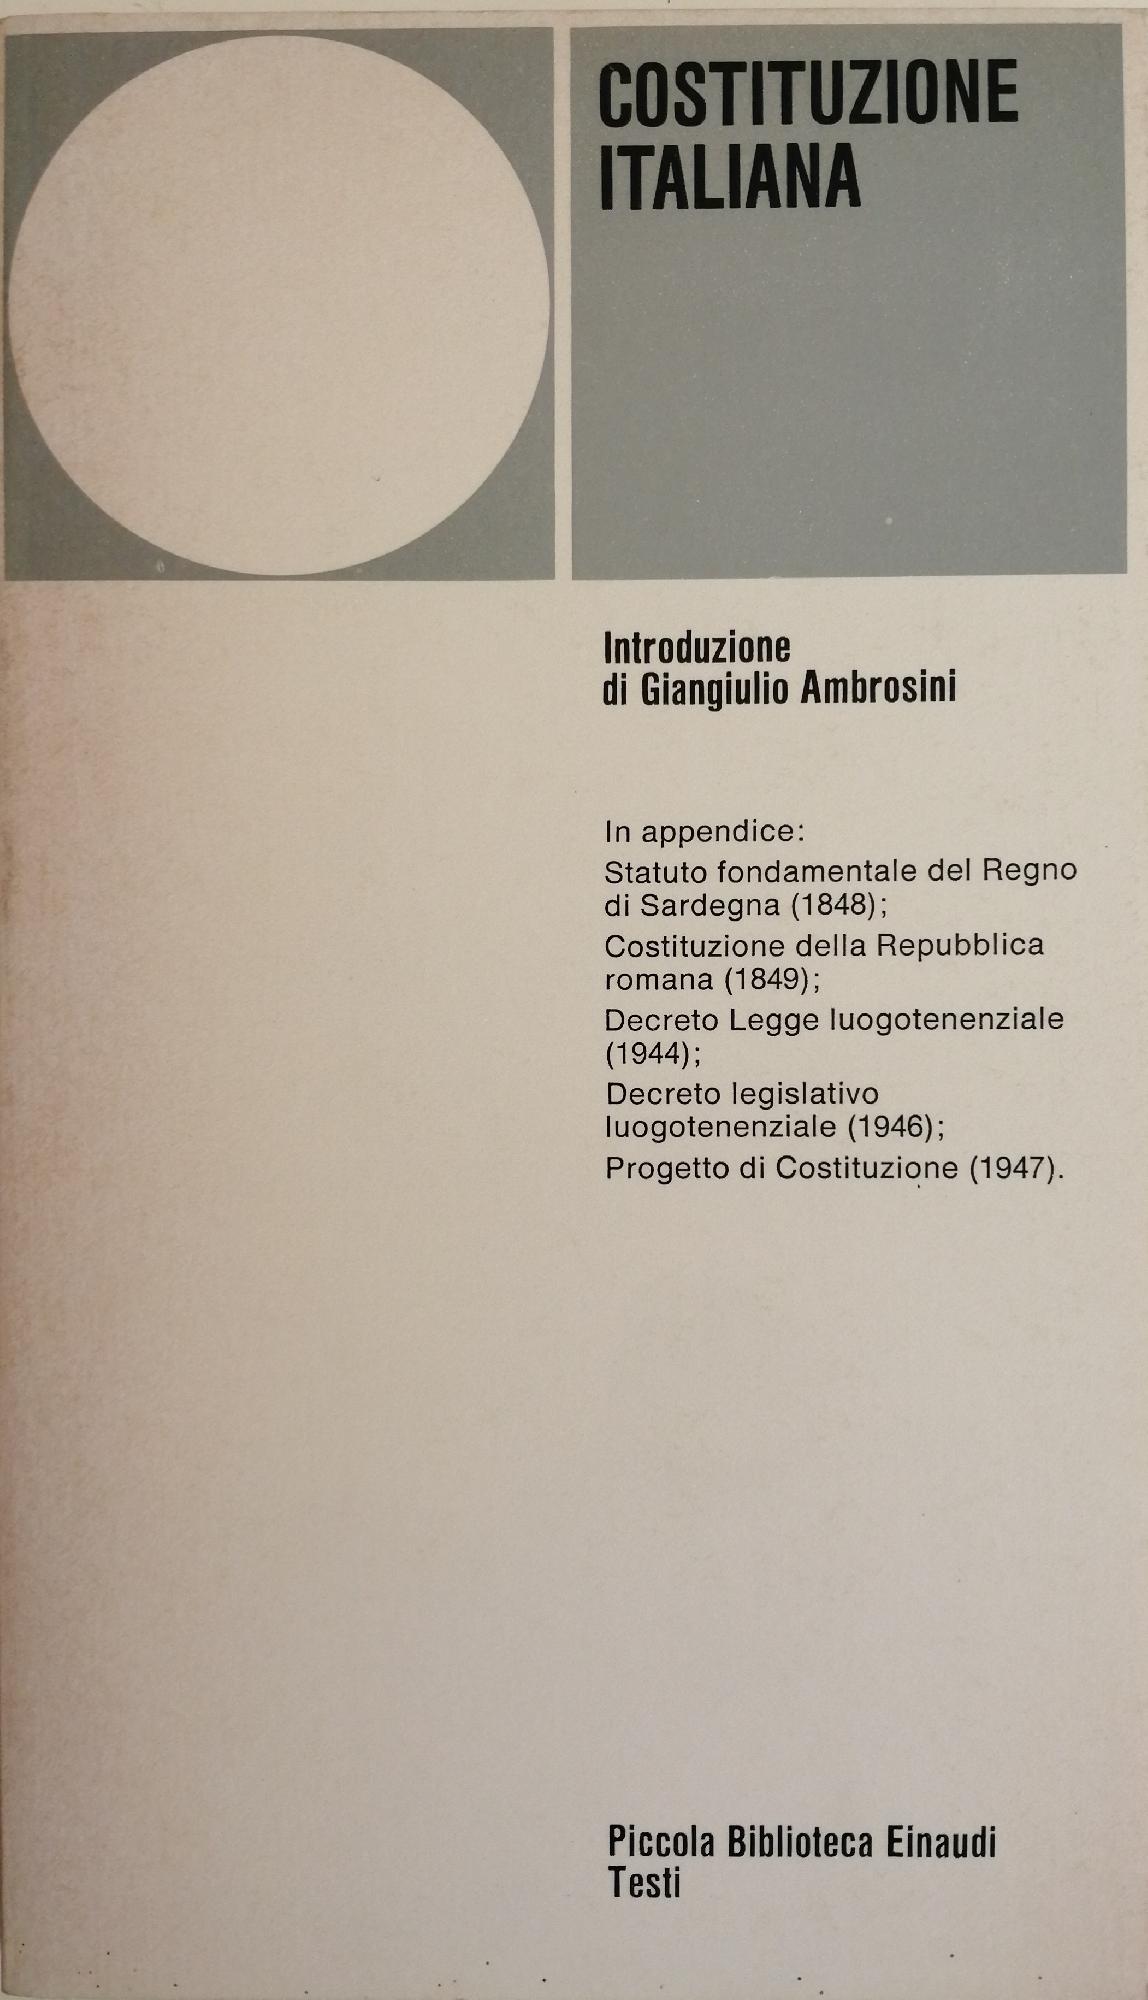 COSTITUZIONE
ITALIANA
Introduzione
di Giangiulio Ambrosini
In appendice:
Statuto fondamentale del Regno
di Sardegna (1848);
Costituzione della Repubblica
romana (1849);
Decreto Legge luogotenenziale
(1944);
Decreto legislativo
luogotenenziale (1946);
Progetto di Costituzione (1947).
Piccola Biblioteca Einaudi
Testi